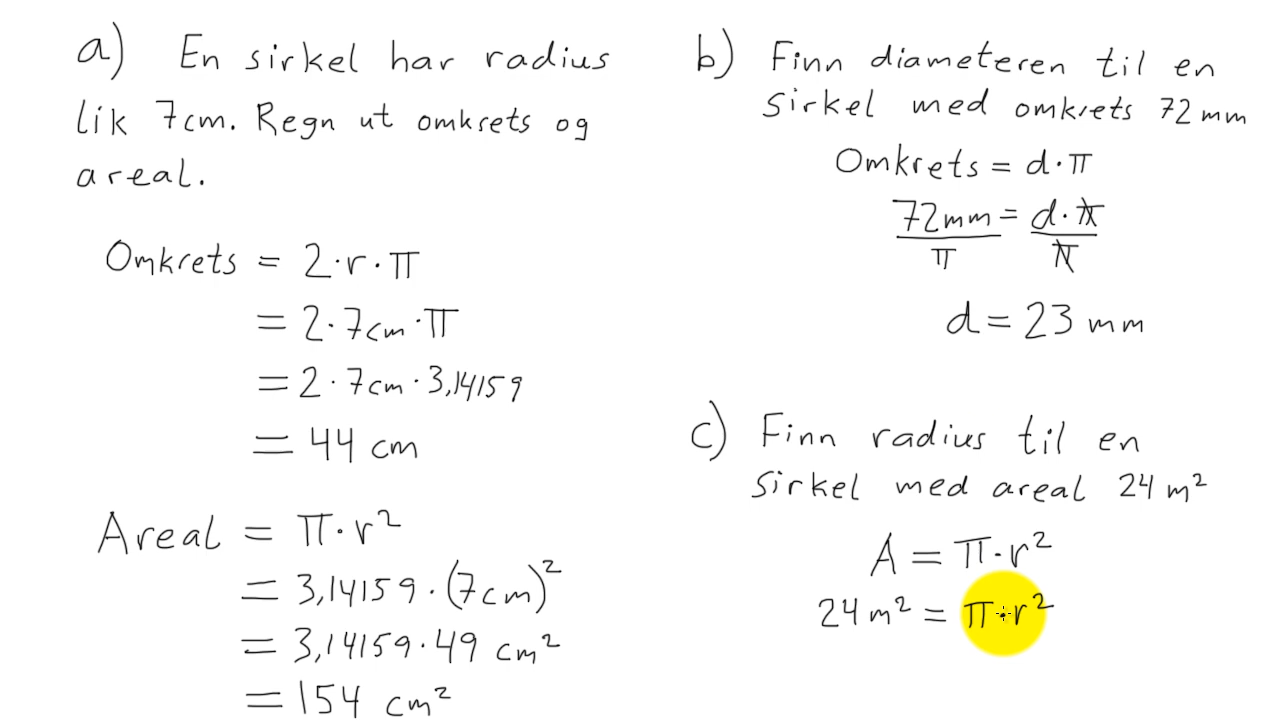 a) En sirkel har radius
lik 7cm. Regn ut omkrets og
areal.
Omkrets = 2·r·π
= 2·7cm·π
= 2·7cm·3,14159
= 44 cm
Areal = π·r²
= 3,14159·(7cm)²
= 3,14159·49 cm²
= 154 cm²
b) Finn diameteren til en
sirkel med omkrets 72mm
Omkrets = d·π
72mm = d·π
π π
d = 23 mm
c) Finn radius til en
sirkel med areal 24 m²
A = π·r²
24 m² = π·r²